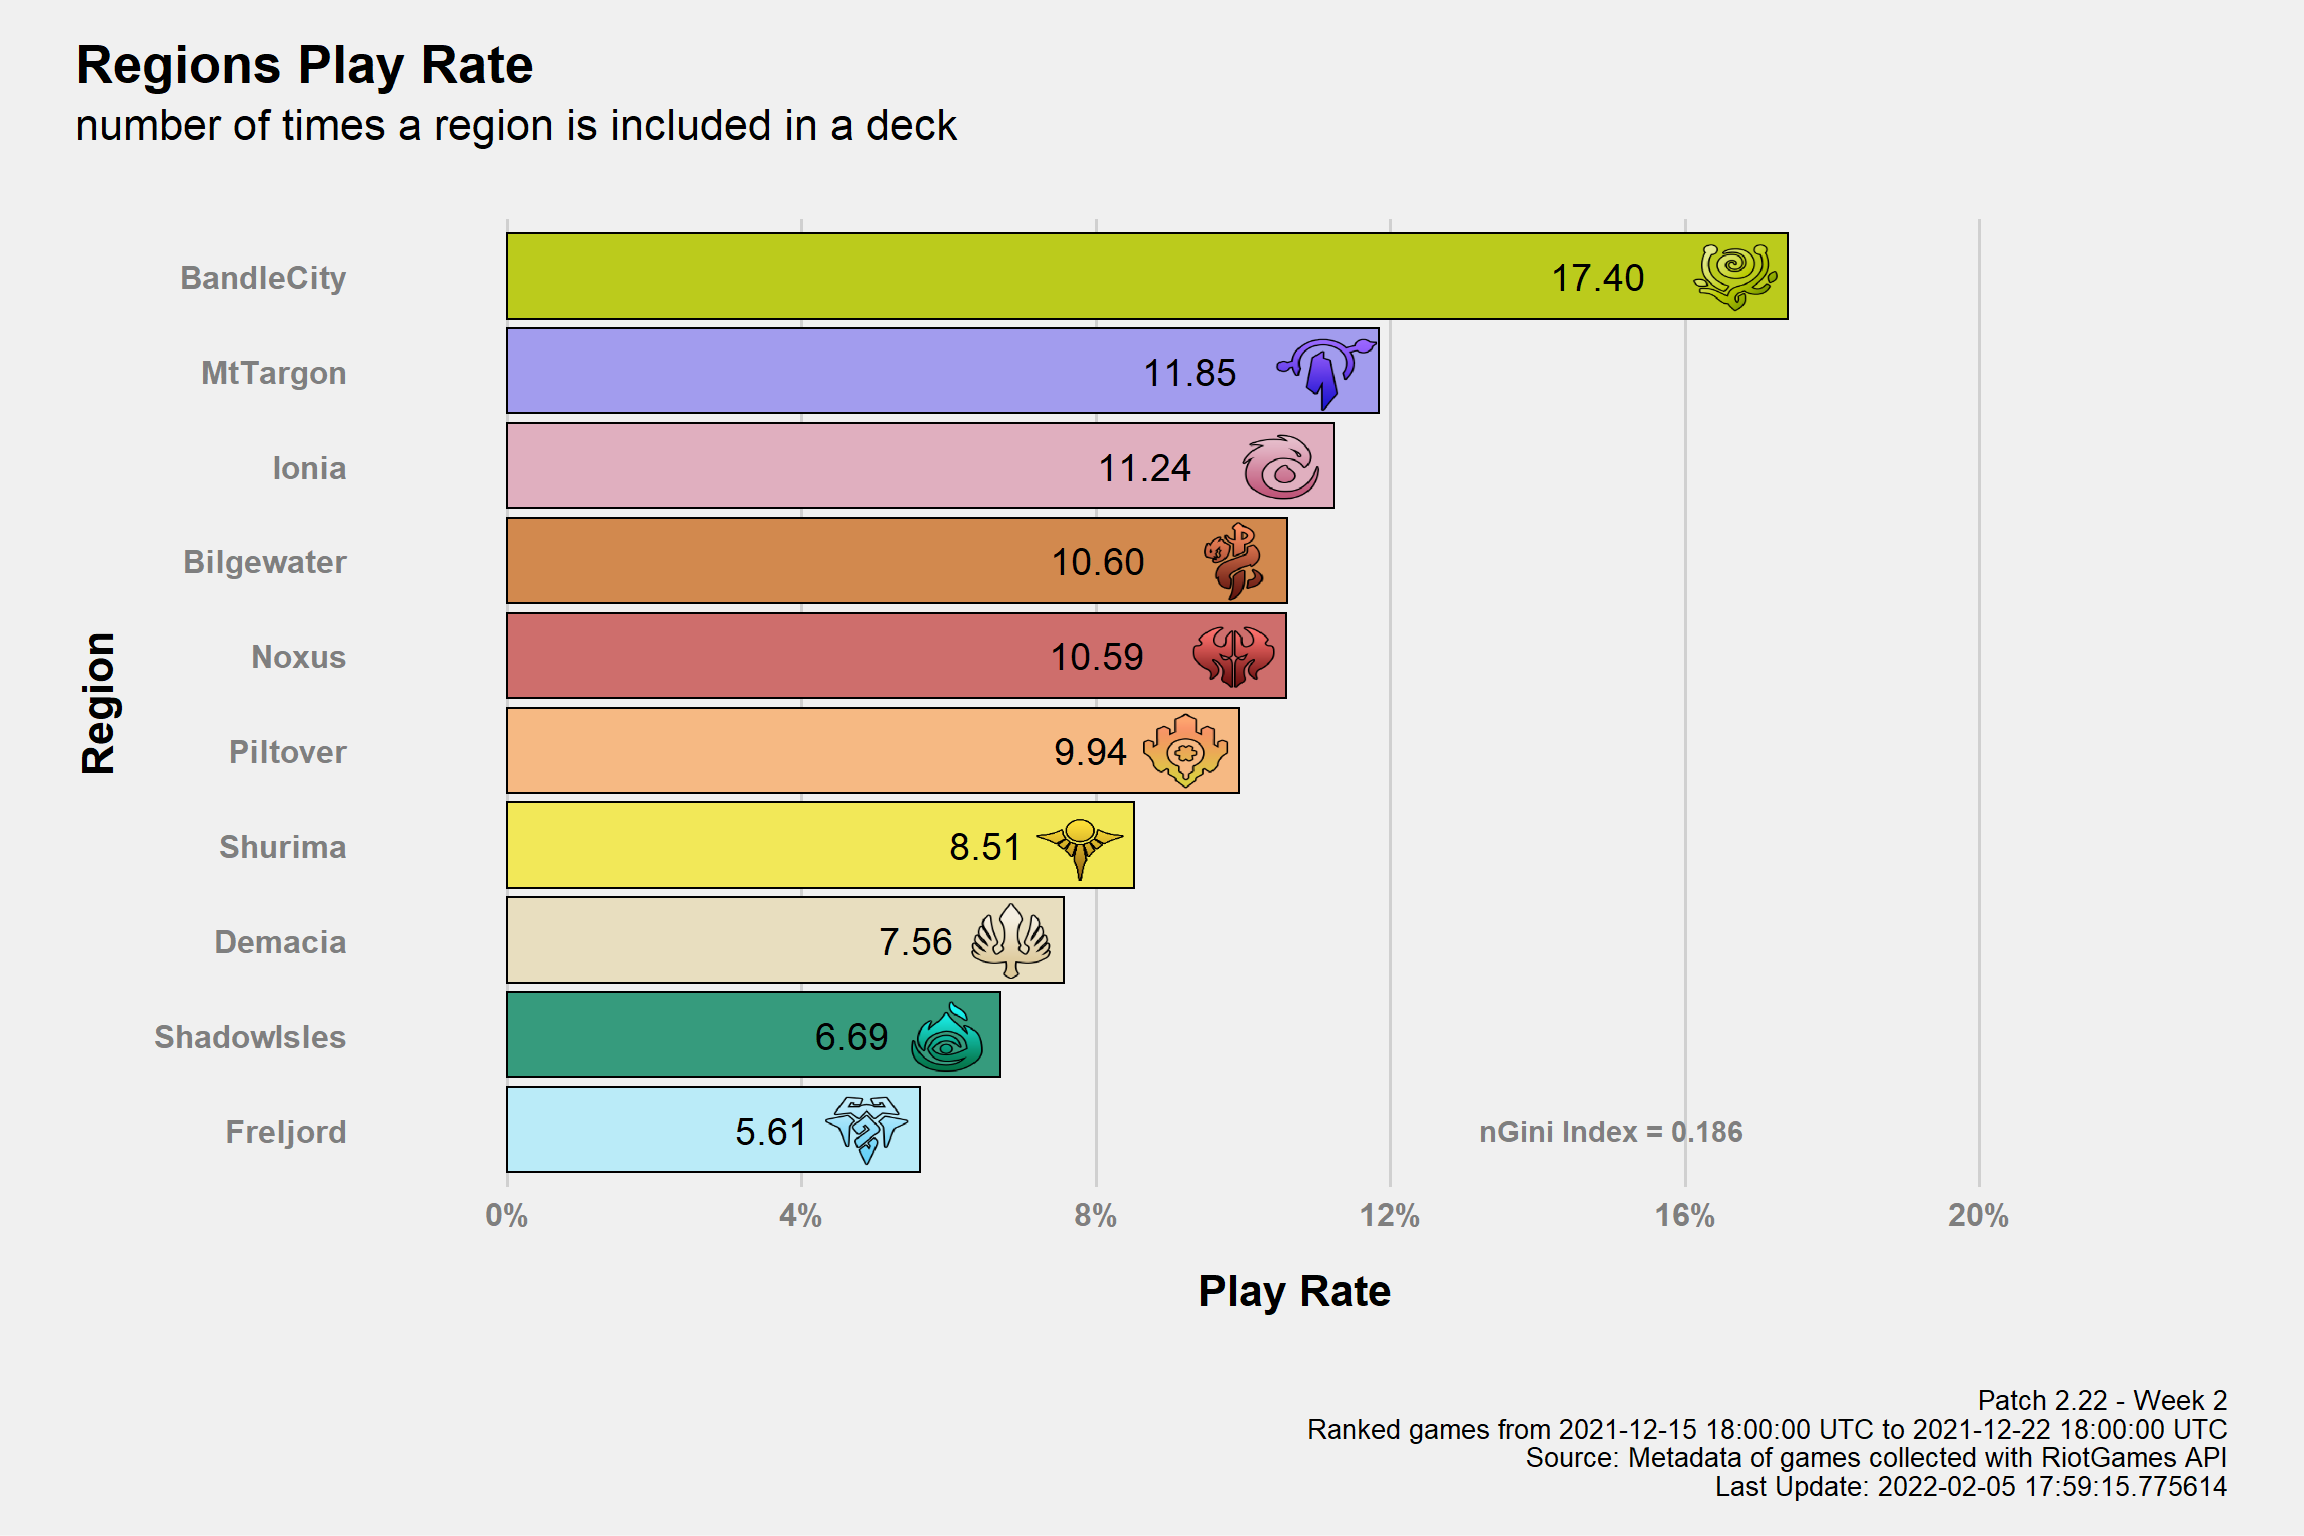 Regions Play Rate
number of times a region is included in a deck
Region
BandleCity 17.40
MtTargon 11.85
Ionia 11.24
Bilgewater 10.60
Noxus 10.59
Piltover 9.94
Shurima 8.51
Demacia 7.56
ShadowIsles 6.69
Freljord 5.61 nGini Index = 0.186
0% 4% 8% 12% 16% 20%
Play Rate
Patch 2.22 - Week 2
Ranked games from 2021-12-15 18:00:00 UTC to 2021-12-22 18:00:00 UTC
Source: Metadata of games collected with RiotGames API
Last Update: 2022-02-05 17:59:15.775614